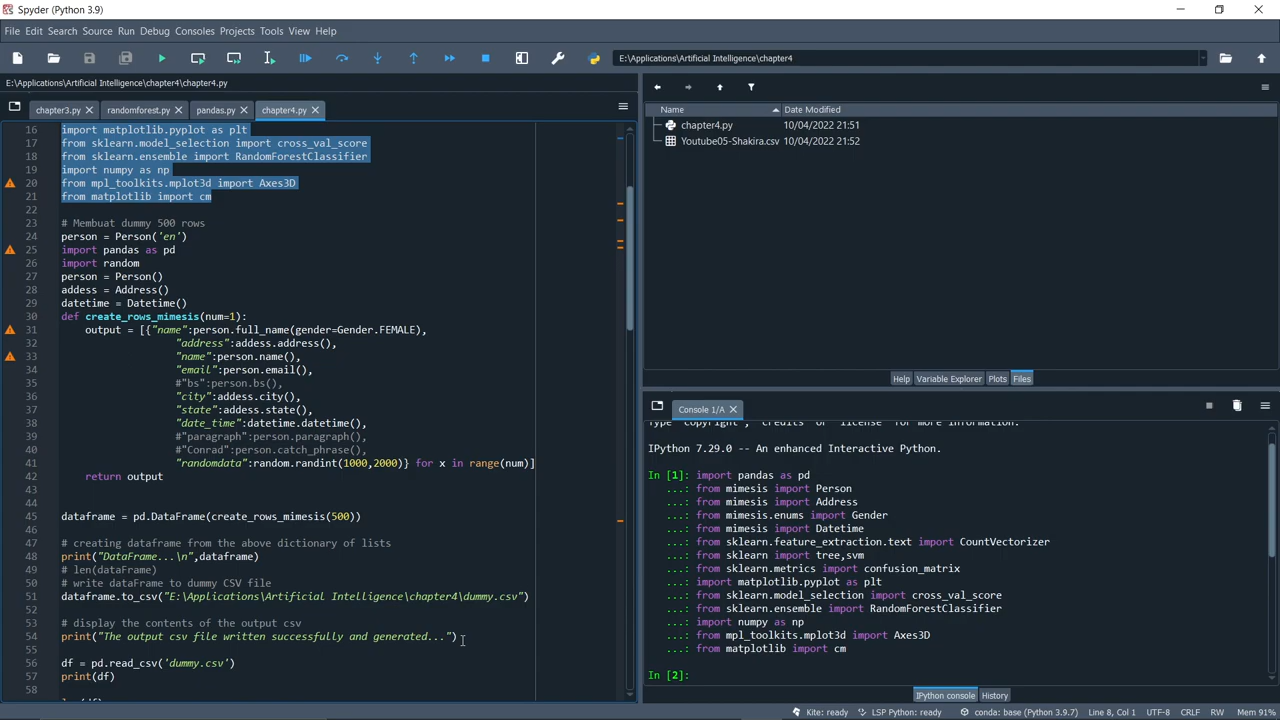 Spyder (Python 3.9)
File Edit Search Source Run Debug Consoles Projects Tools View Help
E:\Applications\Artificial Intelligence\chapter4
E:\Applications\Artificial Intelligence\chapter4\chapter4.py
chapter3.py
randomforest.py
pandas.py
chapter4.py
16 import matplotlib.pyplot as plt
17 from sklearn.model_selection import cross_val_score
18 from sklearn.ensemble import RandomForestClassifier
19 import numpy as np
20 from mpl_toolkits.mplot3d import Axes3D
21 from matplotlib import cm
22
23 # Membuat dummy 500 rows
24 person = Person('en')
25 import pandas as pd
26 import random
27 person = Person()
28 addess = Address()
29 datetime = Datetime()
30 def create_rows_mimesis(num=1):
31 output = [{"name":person.full_name(gender=Gender.FEMALE),
32 "address":addess.address(),
33 "name":person.name(),
34 "email":person.email(),
35 #"bs":person.bs(),
36 "city":addess.city(),
37 "state":addess.state(),
38 "date_time":datetime.datetime(),
39 #"paragraph":person.paragraph(),
40 #"Conrad":person.catch_phrase(),
41 "randomdata":random.randint(1000,2000)} for x in range(num)]
42 return output
43
44
45 dataframe = pd.DataFrame(create_rows_mimesis(500))
46
47 # creating dataframe from the above dictionary of lists
48 print("DataFrame...\n",dataframe)
49 # len(dataFrame)
50 # write dataFrame to dummy CSV file
51 dataframe.to_csv("E:\Applications\Artificial Intelligence\chapter4\dummy.csv")
52
53 # display the contents of the output csv
54 print("The output csv file written successfully and generated...")
55
56 df = pd.read_csv('dummy.csv')
57 print(df)
58
Name Date Modified
chapter4.py 10/04/2022 21:51
Youtube05-Shakira.csv 10/04/2022 21:52
Help Variable Explorer Plots Files
Console 1/A
Type "copyright", "credits" or "license" for more information.
IPython 7.29.0 -- An enhanced Interactive Python.
In [1]: import pandas as pd
...: from mimesis import Person
...: from mimesis import Address
...: from mimesis.enums import Gender
...: from mimesis import Datetime
...: from sklearn.feature_extraction.text import CountVectorizer
...: from sklearn import tree,svm
...: from sklearn.metrics import confusion_matrix
...: import matplotlib.pyplot as plt
...: from sklearn.model_selection import cross_val_score
...: from sklearn.ensemble import RandomForestClassifier
...: import numpy as np
...: from mpl_toolkits.mplot3d import Axes3D
...: from matplotlib import cm
In [2]:
IPython console History
Kite: ready LSP Python: ready conda: base (Python 3.9.7) Line 8, Col 1 UTF-8 CRLF RW Mem 91%